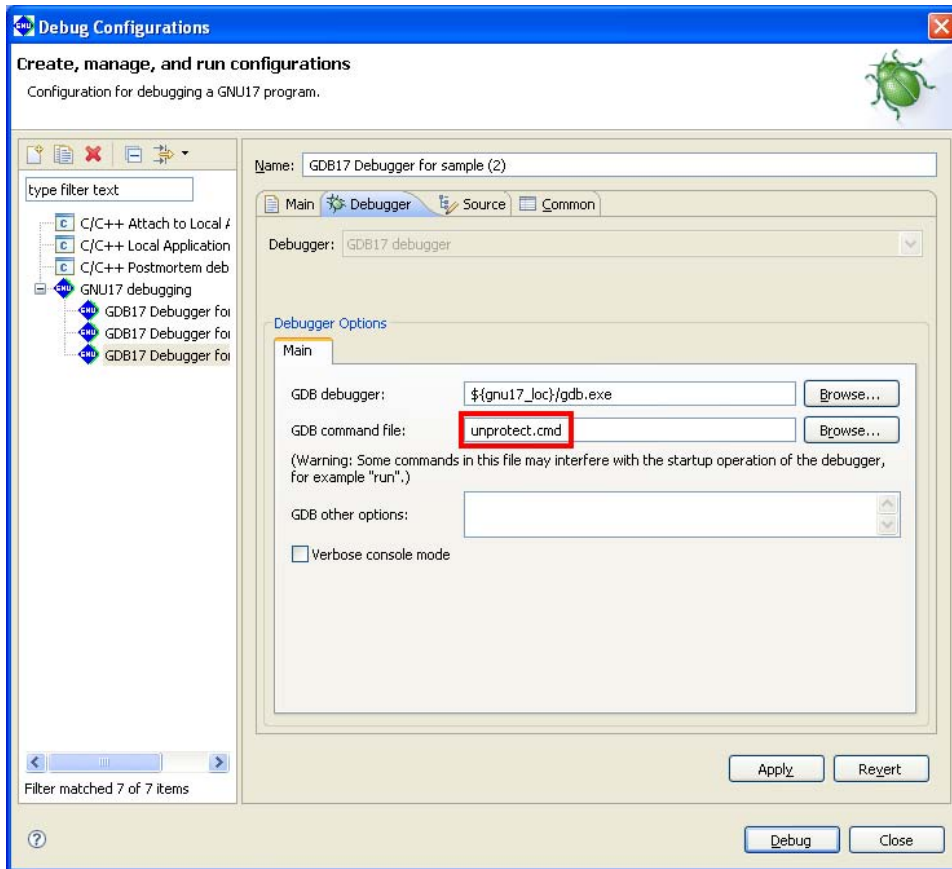 Debug Configurations
Create, manage, and run configurations
Configuration for debugging a GNU17 program.
type filter text
C/C++ Attach to Local
C/C++ Local Application
C/C++ Postmortem deb
GNU17 debugging
GDB17 Debugger for
GDB17 Debugger for
GDB17 Debugger for
Filter matched 7 of 7 items
Name: GDB17 Debugger for sample (2)
Main Debugger Source Common
Debugger: GDB17 debugger
Debugger Options
Main
GDB debugger: ${gnu17_loc}/gdb.exe Browse...
GDB command file: unprotect.cmd Browse...
(Warning: Some commands in this file may interfere with the startup operation of the debugger,
for example "run".)
GDB other options:
Verbose console mode
Apply Revert
Debug Close